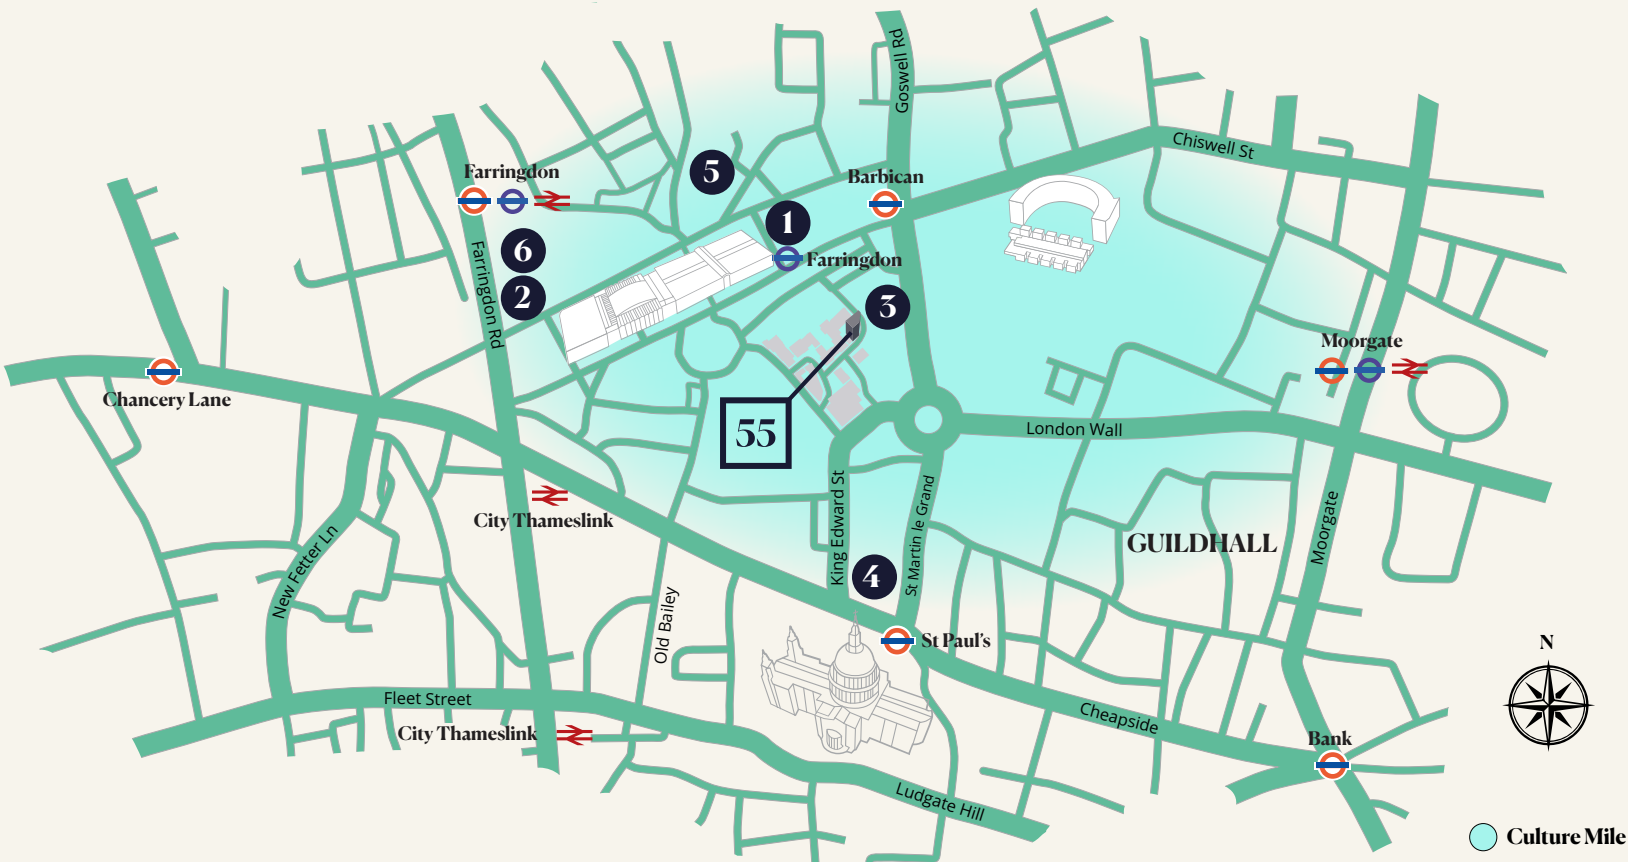 Goswell Rd
Chiswell St
Farringdon
5
Barbican
1
6
Farringdon
Farringdon Rd
2
3
Moorgate
Chancery Lane
55
London Wall
King Edward St
St Martin le Grand
City Thameslink
Moorgate
GUILDHALL
New Fetter Ln
4
Old Bailey
St Paul's
N
Fleet Street
City Thameslink
Cheapside
Bank
Ludgate Hill
Culture Mile